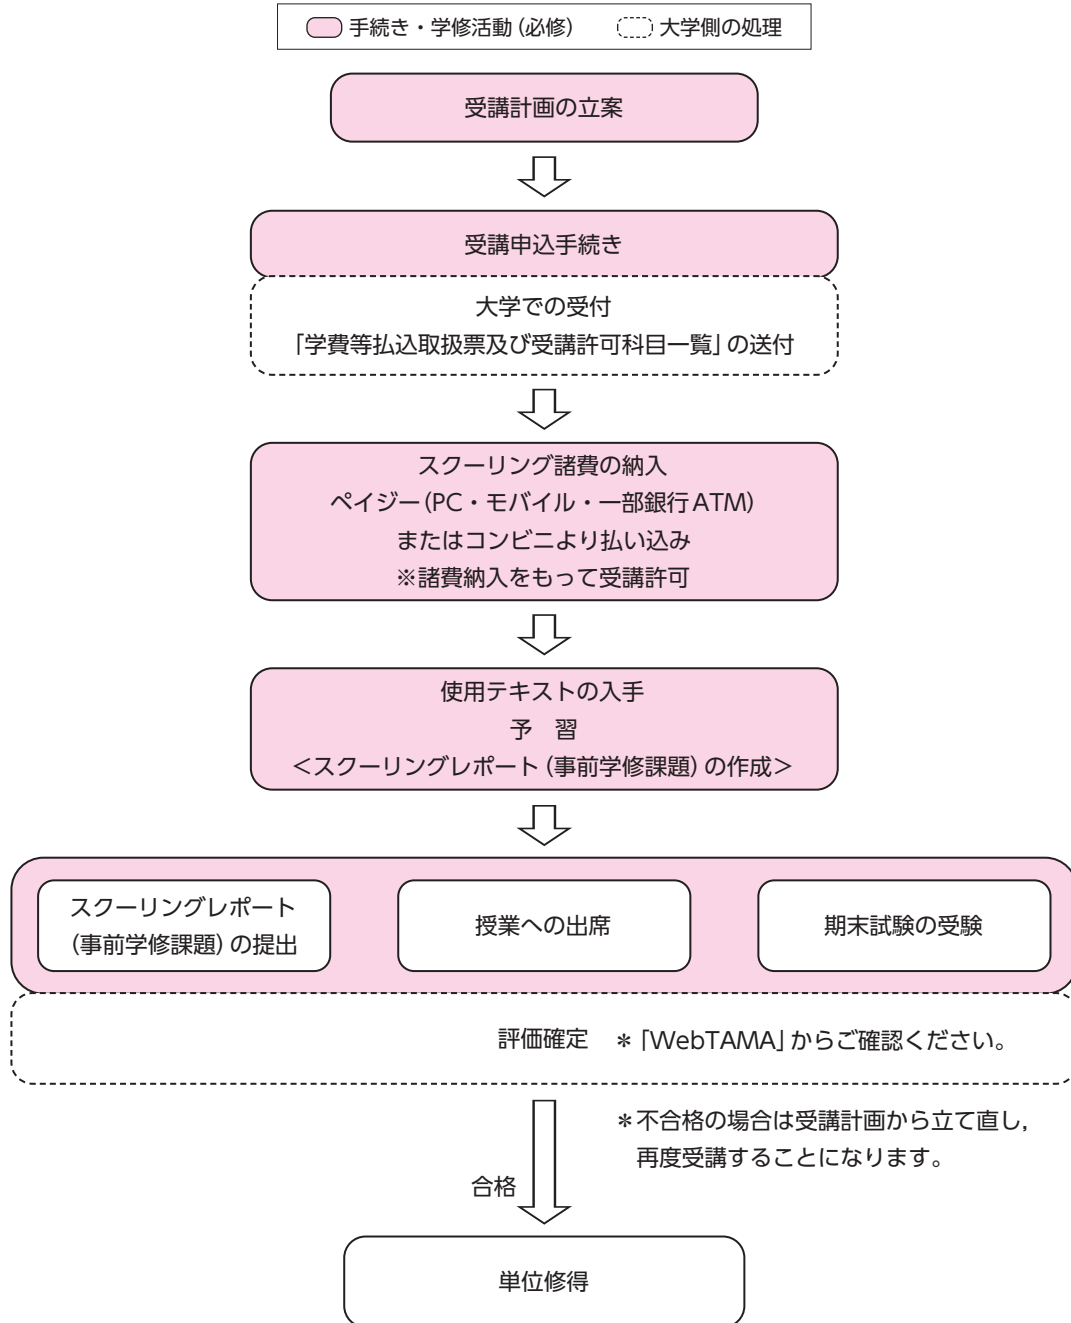 手続き・学修活動（必修）　大学側の処理
受講計画の立案
受講申込手続き
大学での受付
「学費等払込取扱票及び受講許可科目一覧」の送付
スクーリング諸費の納入
ペイジー（PC・モバイル・一部銀行ATM）
またはコンビニより払い込み
※諸費納入をもって受講許可
使用テキストの入手
予　習
＜スクーリングレポート（事前学修課題）の作成＞
スクーリングレポート
（事前学修課題）の提出
授業への出席
期末試験の受験
評価確定　＊「WebTAMA」からご確認ください。
＊不合格の場合は受講計画から立て直し，
再度受講することになります。
合格
単位修得